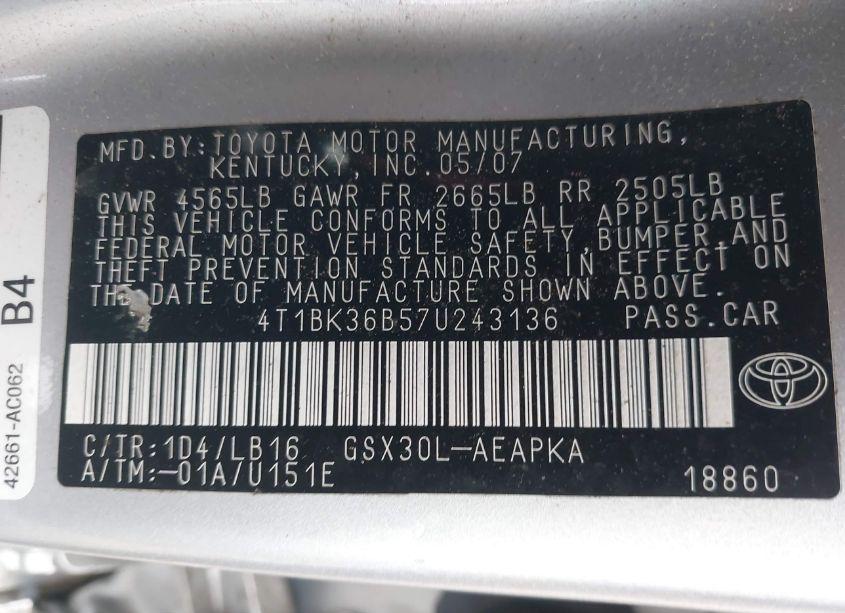 MFD.BY:TOYOTA MOTOR MANUFACTURING,
KENTUCKY, INC. 05/07
GVWR 4565LB GAWR FR 2665LB RR 2505LB
THIS VEHICLE CONFORMS TO ALL APPLICABLE
FEDERAL MOTOR VEHICLE SAFETY,BUMPER,AND
THEFT PREVENTION STANDARDS IN EFFECT ON
THE DATE OF MANUFACTURE SHOWN ABOVE.
4T1BK36B57U243136 PASS.CAR
C/TR:1D4/LB16 GSX30L-AEAPKA
A/TM:-01A/U151E 18860
42661-AC062 B4